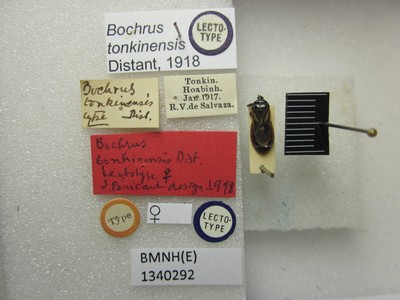 Bochrus
tonkinensis
Distant, 1918
LECTO-
TYPE
Bochrus
tonkinensis
type Dist.
Tonkin.
Hoabinh.
Jan. 1917.
R.V. de Salvaza.
Bochrus
tonkinensis Dist.
Lectotype ♀
J. Péricart design. 1998
Type
♀
LECTO-
TYPE
BMNH(E)
1340292